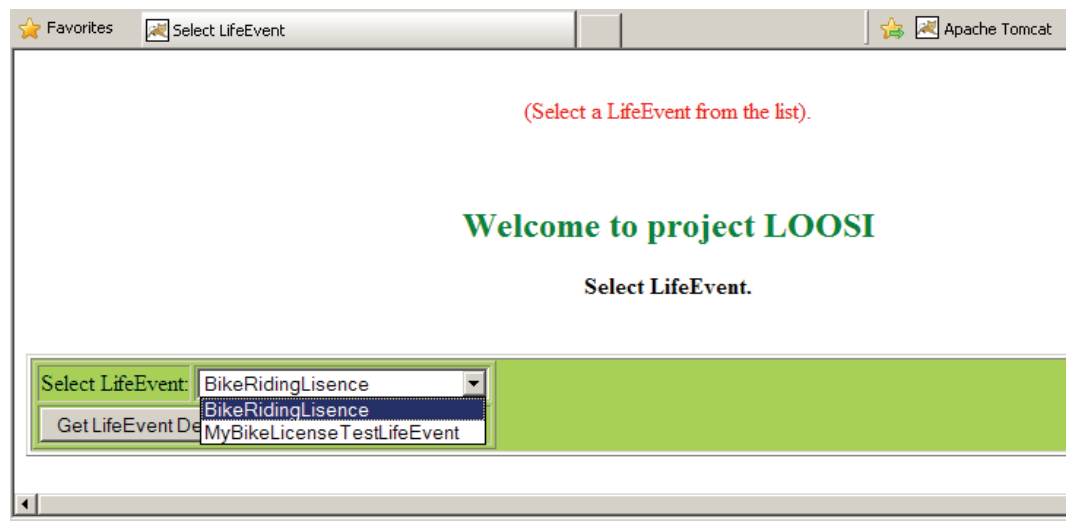 Favorites Select LifeEvent Apache Tomcat
(Select a LifeEvent from the list).
Welcome to project LOOSI
Select LifeEvent.
Select LifeEvent: BikeRidingLisence
BikeRidingLisence
Get LifeEvent De MyBikeLicenseTestLifeEvent